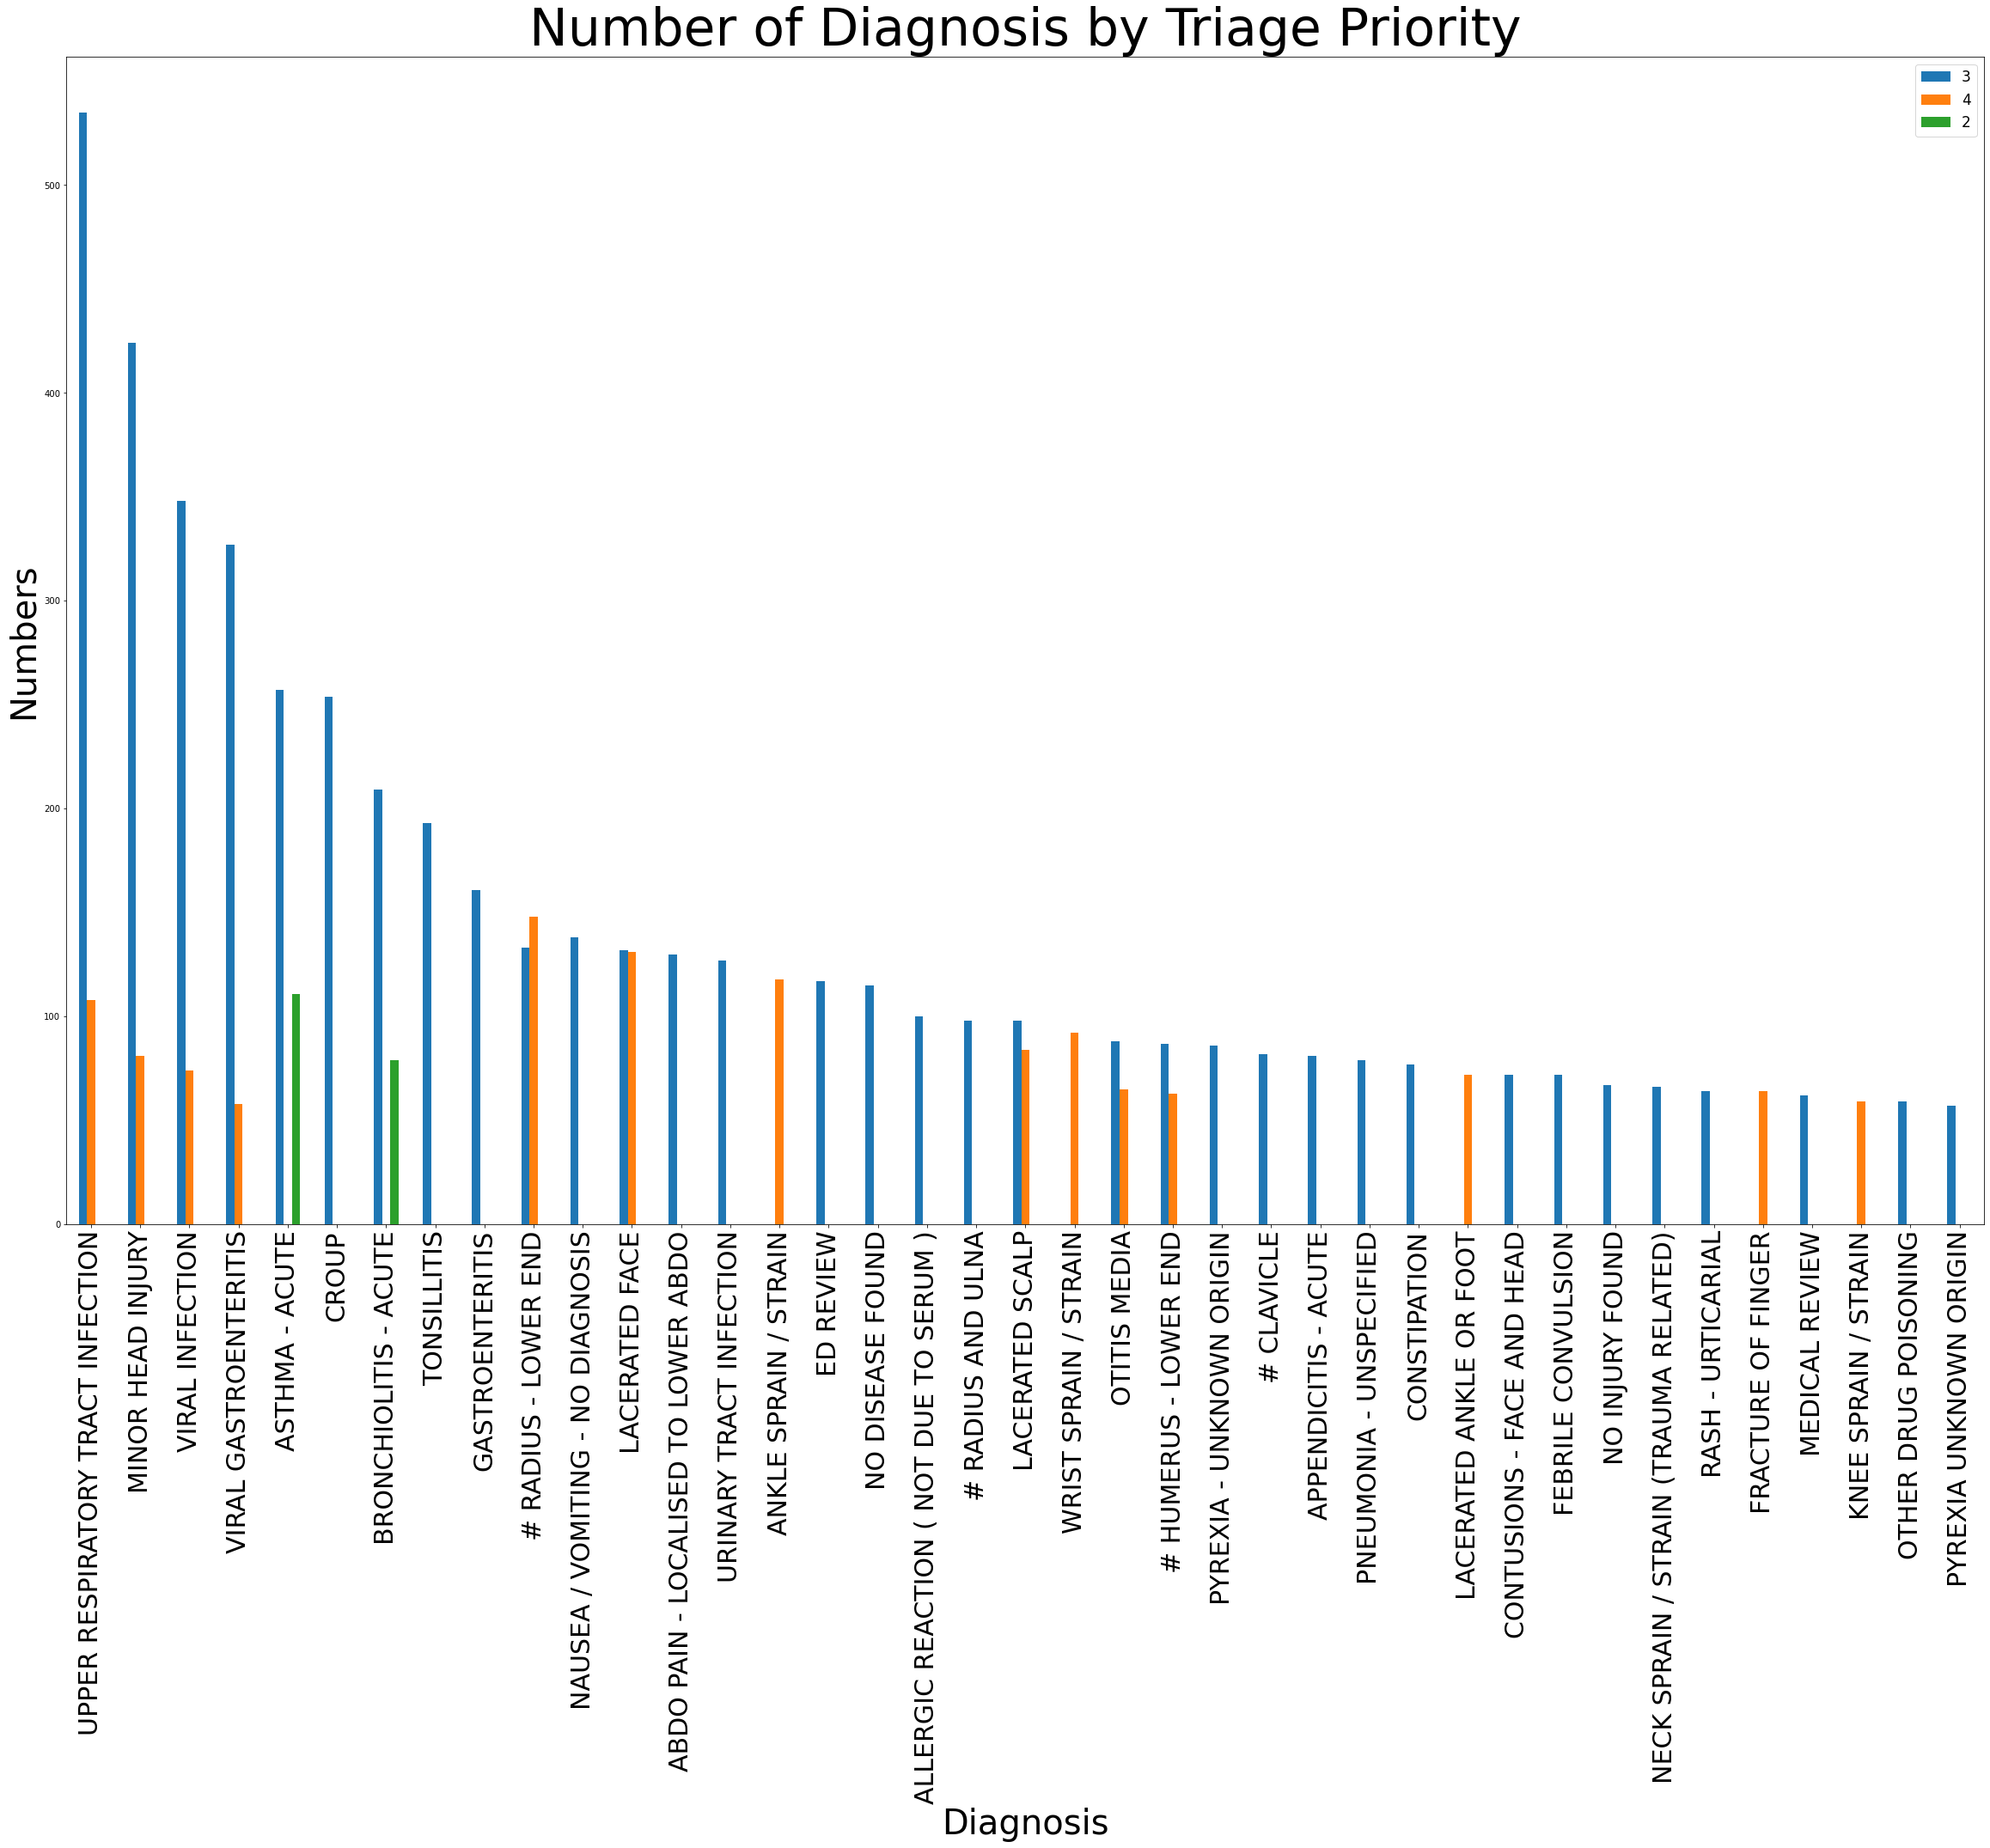 Number of Diagnosis by Triage Priority
3
4
2
Numbers
500
400
300
200
100
0
UPPER RESPIRATORY TRACT INFECTION
MINOR HEAD INJURY
VIRAL INFECTION
VIRAL GASTROENTERITIS
ASTHMA - ACUTE
CROUP
BRONCHIOLITIS - ACUTE
TONSILLITIS
GASTROENTERITIS
# RADIUS - LOWER END
NAUSEA / VOMITING - NO DIAGNOSIS
LACERATED FACE
ABDO PAIN - LOCALISED TO LOWER ABDO
URINARY TRACT INFECTION
ANKLE SPRAIN / STRAIN
ED REVIEW
NO DISEASE FOUND
ALLERGIC REACTION ( NOT DUE TO SERUM )
# RADIUS AND ULNA
LACERATED SCALP
WRIST SPRAIN / STRAIN
OTITIS MEDIA
# HUMERUS - LOWER END
PYREXIA - UNKNOWN ORIGIN
# CLAVICLE
APPENDICITIS - ACUTE
PNEUMONIA - UNSPECIFIED
CONSTIPATION
LACERATED ANKLE OR FOOT
CONTUSIONS - FACE AND HEAD
FEBRILE CONVULSION
NO INJURY FOUND
NECK SPRAIN / STRAIN (TRAUMA RELATED)
RASH - URTICARIAL
FRACTURE OF FINGER
MEDICAL REVIEW
KNEE SPRAIN / STRAIN
OTHER DRUG POISONING
PYREXIA UNKNOWN ORIGIN
Diagnosis